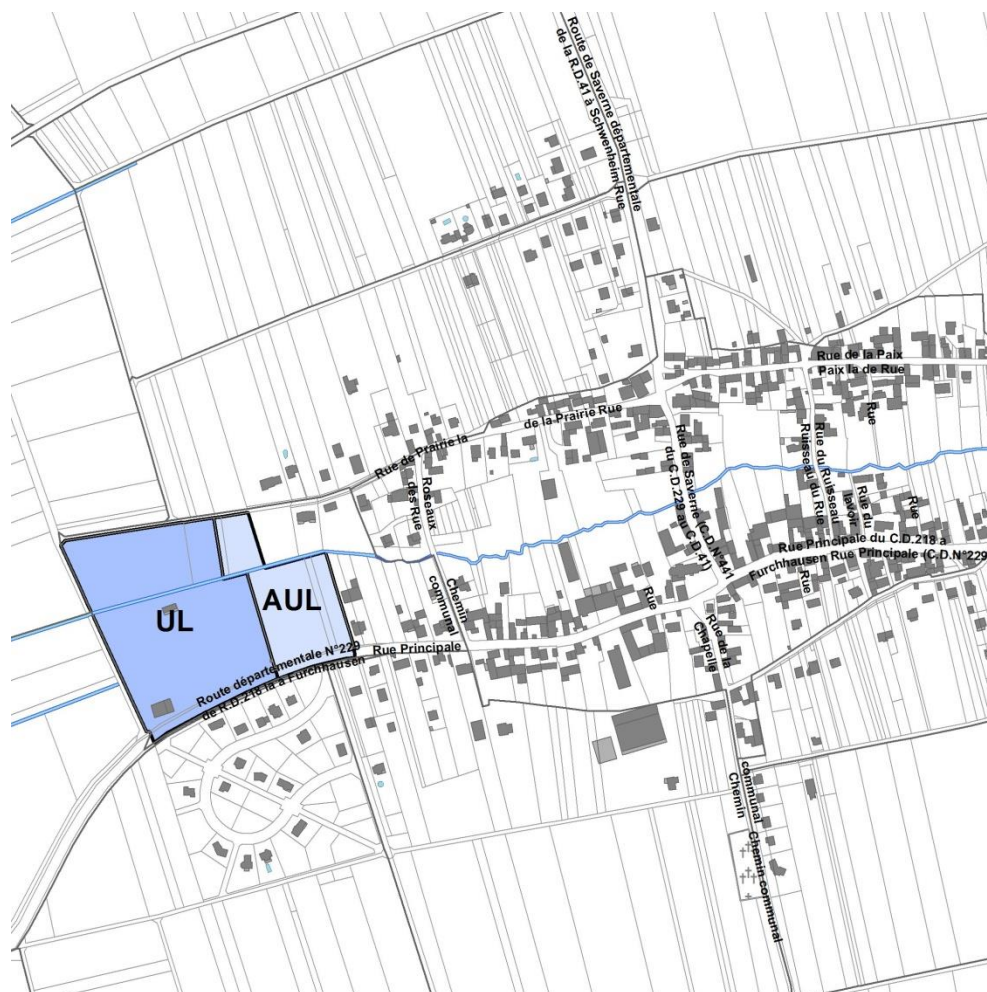 Route de Saverne départementale
de la R.D.41 à Schwenheim Rue
Rue de la Paix
Paix la de Rue
de la Prairie Rue
Rue de Prairie la
Rue
Rue de Saverne (C.D.N°441
du C.D.229 au C.D.41)
Rue du Ruisseau
Ruisseau du Rue
Roseaux
des Rue
Rue du
lavoir
Rue
Rue Principale du C.D.218 a
Furchhausen Rue Principale (C.D.N°229
Rue
Rue
Chemin
communal
AUL
UL
Rue de la
Chapelle
Rue Principale
Route départementale N°229
de R.D.218 la à Furchhausen
communal
Chemin
Chemin communal